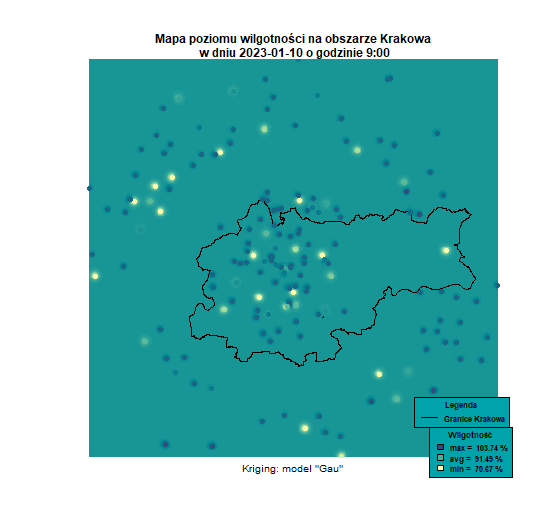 Mapa poziomu wilgotności na obszarze Krakowa
w dniu 2023-01-10 o godzinie 9:00
Legenda
Granice Krakowa
Wilgotność
max = 103.74 %
avg = 91.49 %
min = 70.67 %
Kriging: model "Gau"